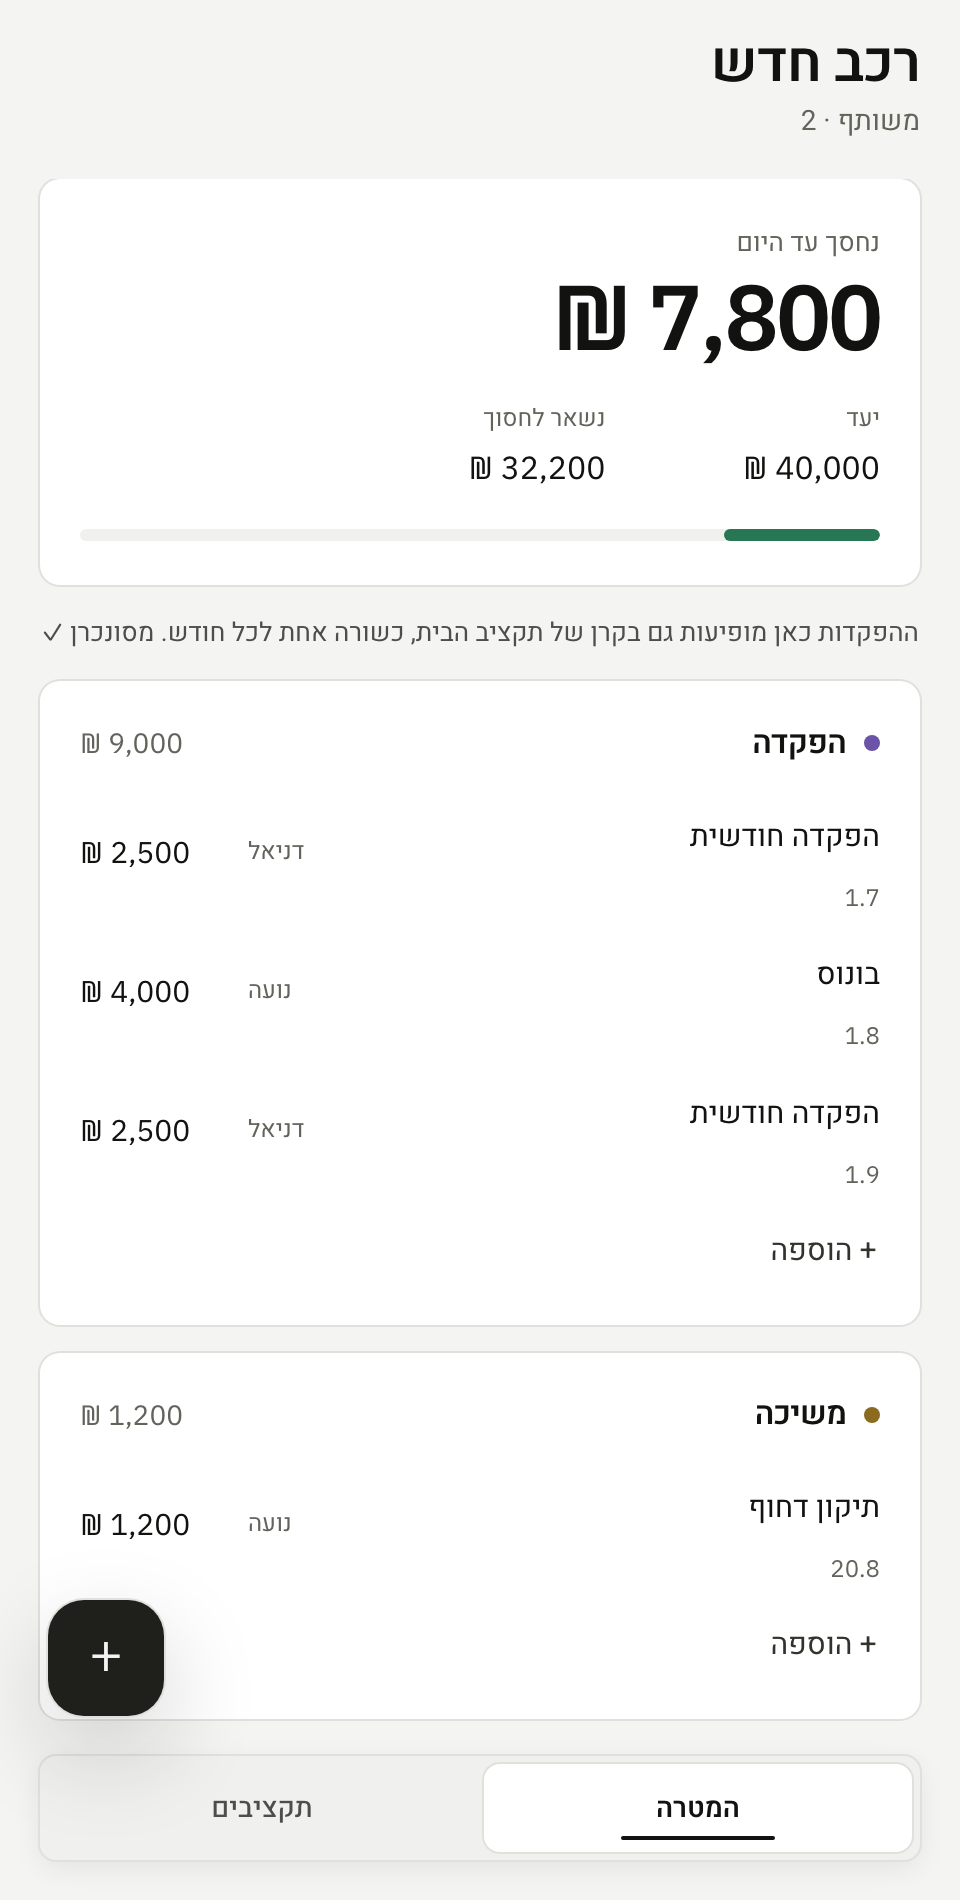 רכב חדש
משותף · 2
נחסך עד היום
7,800 ₪
יעד
נשאר לחסוך
40,000 ₪
32,200 ₪
ההפקדות כאן מופיעות גם בקרן של תקציב הבית, כשורה אחת לכל חודש. מסונכרן ✓
הפקדה
9,000 ₪
הפקדה חודשית
דניאל
2,500 ₪
1.7
בונוס
נועה
4,000 ₪
1.8
הפקדה חודשית
דניאל
2,500 ₪
1.9
+ הוספה
משיכה
1,200 ₪
תיקון דחוף
נועה
1,200 ₪
20.8
+ הוספה
+
המטרה
תקציבים